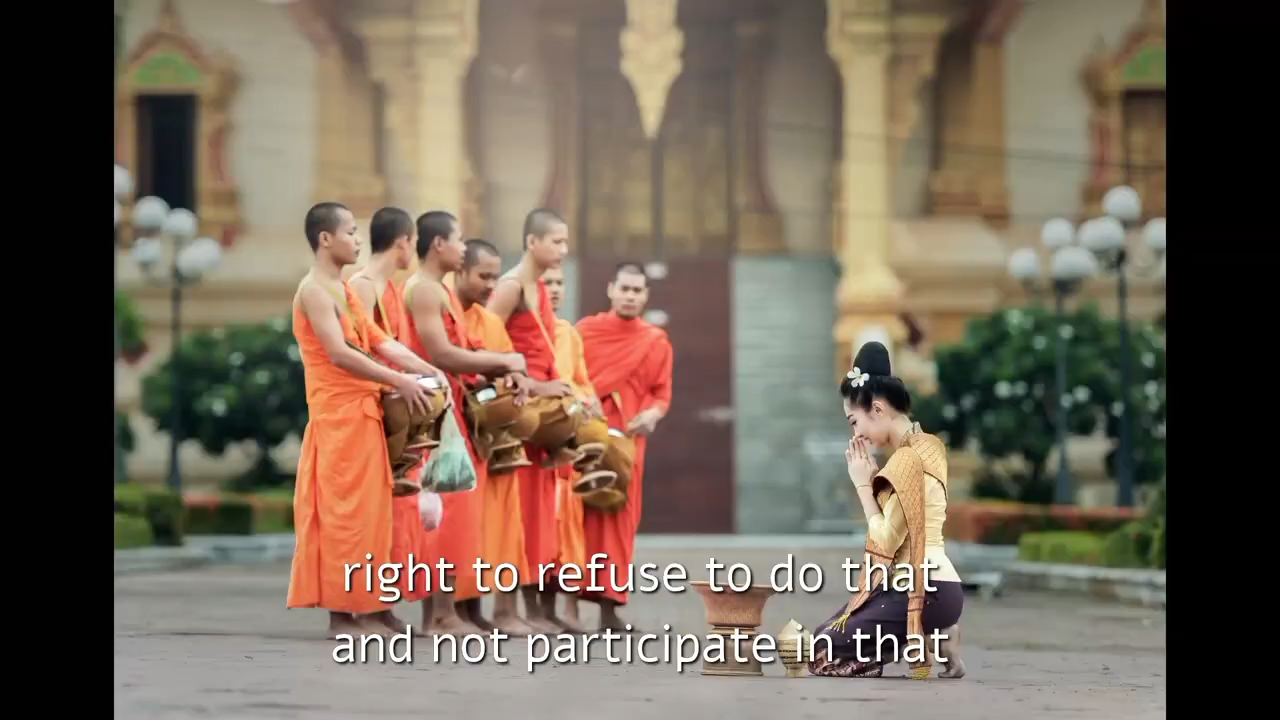 right to refuse to do that
and not participate in that